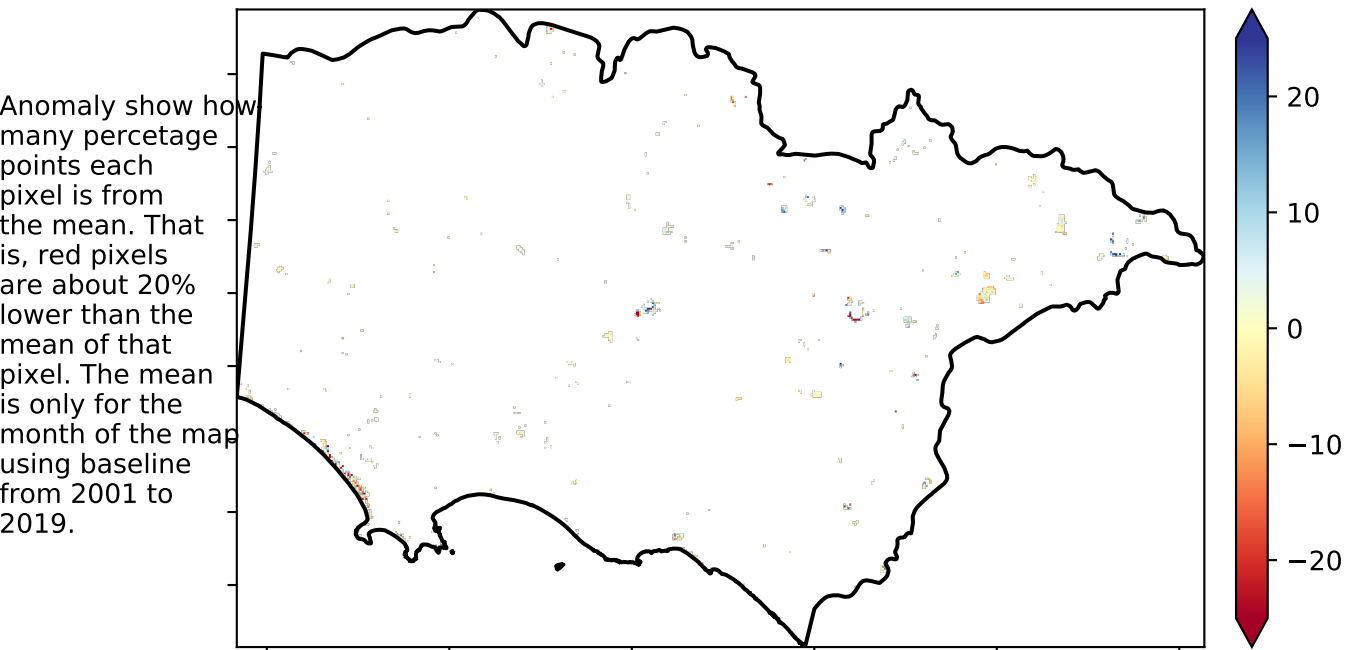 Anomaly show how
many percetage
points each
pixel is from
the mean. That
is, red pixels
are about 20%
lower than the
mean of that
pixel. The mean
is only for the
month of the map
using baseline
from 2001 to
2019.
20
10
0
−10
−20